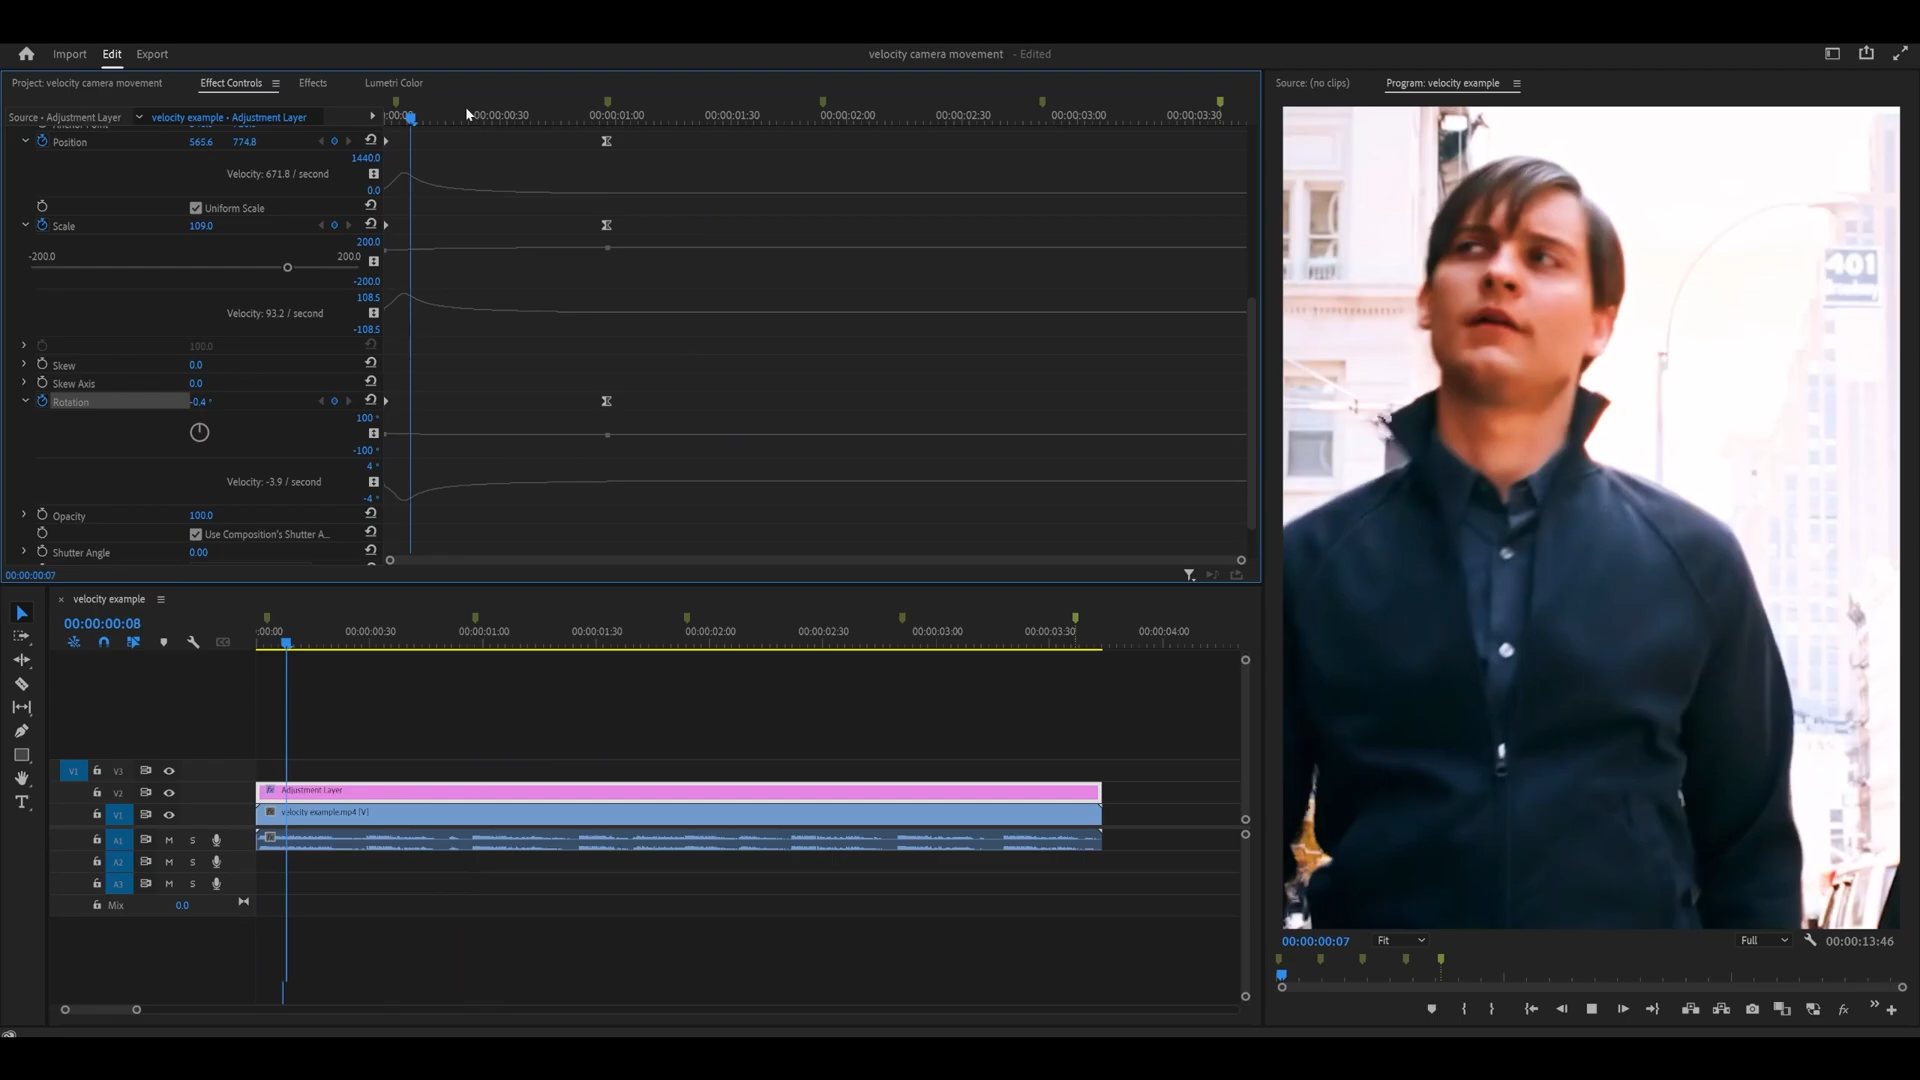 Import Edit Export
velocity camera movement - Edited
Project: velocity camera movement Effect Controls Effects Lumetri Color
Source: (no clips) Program: velocity example
Source • Adjustment Layer velocity example • Adjustment Layer
:00:00 00:00:00:30 00:00:01:00 00:00:01:30 00:00:02:00 00:00:02:30 00:00:03:00 00:00:03:30
Position 565.6 774.8
1440.0
Velocity: 671.8 / second
0.0
Uniform Scale
Scale 109.0
200.0
-200.0 200.0
-200.0
108.5
Velocity: 93.2 / second
-108.5
100.0
Skew 0.0
Skew Axis 0.0
Rotation -0.4 °
100 °
-100 °
4 °
Velocity: -3.9 / second
-4 °
Opacity 100.0
Use Composition's Shutter A...
Shutter Angle 0.00
00:00:00:07
401
velocity example
00:00:00:08
:00:00 00:00:00:30 00:00:01:00 00:00:01:30 00:00:02:00 00:00:02:30 00:00:03:00 00:00:03:30 00:00:04:00
V1 V3
V2 fx Adjustment Layer
V1 velocity example.mp4 [V]
A1 M S
A2 M S
A3 M S
Mix 0.0
00:00:00:07 Fit Full 00:00:13:46
fx